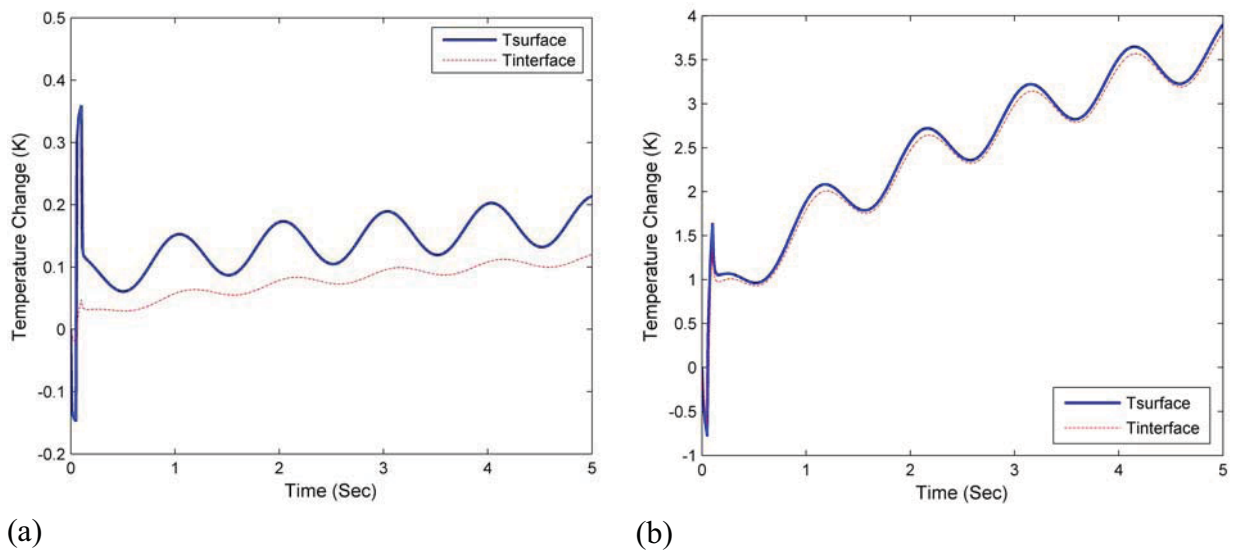 0.5
0.4
0.3
0.2
0.1
0
-0.1
-0.2
Temperature Change (K)
Tsurface
Tinterface
0 1 2 3 4 5
Time (Sec)
(a)
4
3.5
3
2.5
2
1.5
1
0.5
0
-0.5
-1
Temperature Change (K)
Tsurface
Tinterface
0 1 2 3 4 5
Time (Sec)
(b)